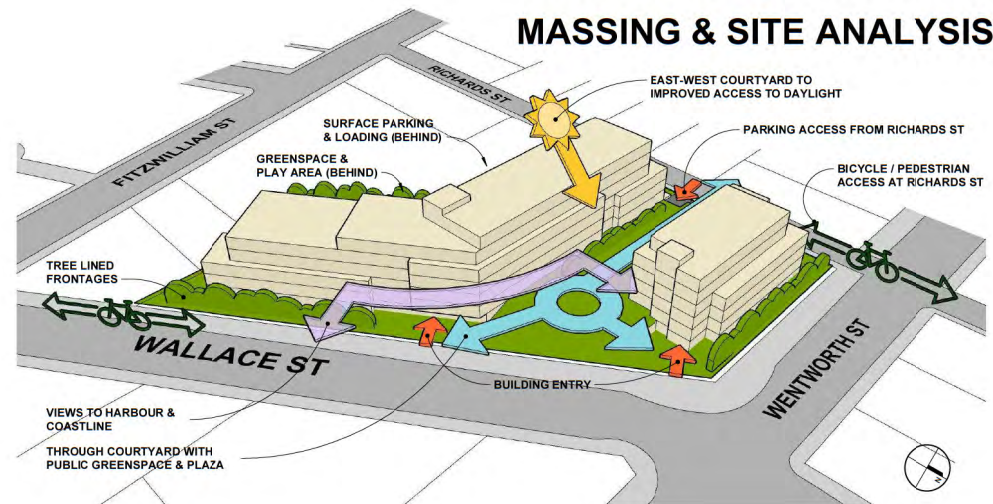 MASSING & SITE ANALYSIS
RICHARDS ST
EAST-WEST COURTYARD TO
IMPROVED ACCESS TO DAYLIGHT
SURFACE PARKING
& LOADING (BEHIND)
PARKING ACCESS FROM RICHARDS ST
FITZWILLIAM ST
GREENSPACE &
PLAY AREA (BEHIND)
BICYCLE / PEDESTRIAN
ACCESS AT RICHARDS ST
TREE LINED
FRONTAGES
WALLACE ST
WENTWORTH ST
BUILDING ENTRY
VIEWS TO HARBOUR &
COASTLINE
THROUGH COURTYARD WITH
PUBLIC GREENSPACE & PLAZA
N